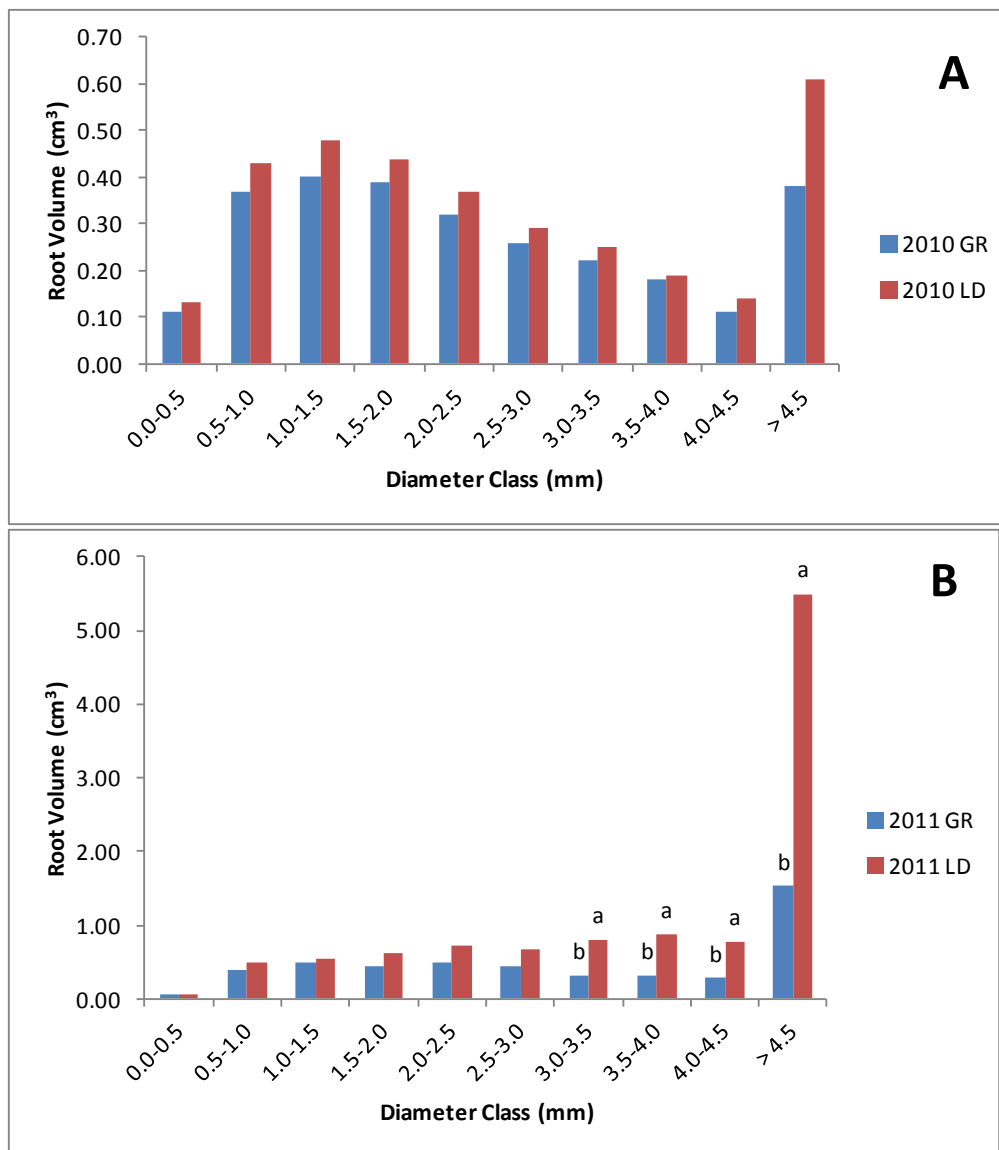 A
0.70
0.60
0.50
0.40
0.30
0.20
0.10
0.00
Root Volume (cm³)
2010 GR
2010 LD
0.0-0.5
0.5-1.0
1.0-1.5
1.5-2.0
2.0-2.5
2.5-3.0
3.0-3.5
3.5-4.0
4.0-4.5
> 4.5
Diameter Class (mm)
B
6.00
5.00
4.00
3.00
2.00
1.00
0.00
Root Volume (cm³)
b a
b a
b a
b a
2011 GR
2011 LD
0.0-0.5
0.5-1.0
1.0-1.5
1.5-2.0
2.0-2.5
2.5-3.0
3.0-3.5
3.5-4.0
4.0-4.5
> 4.5
Diameter Class (mm)